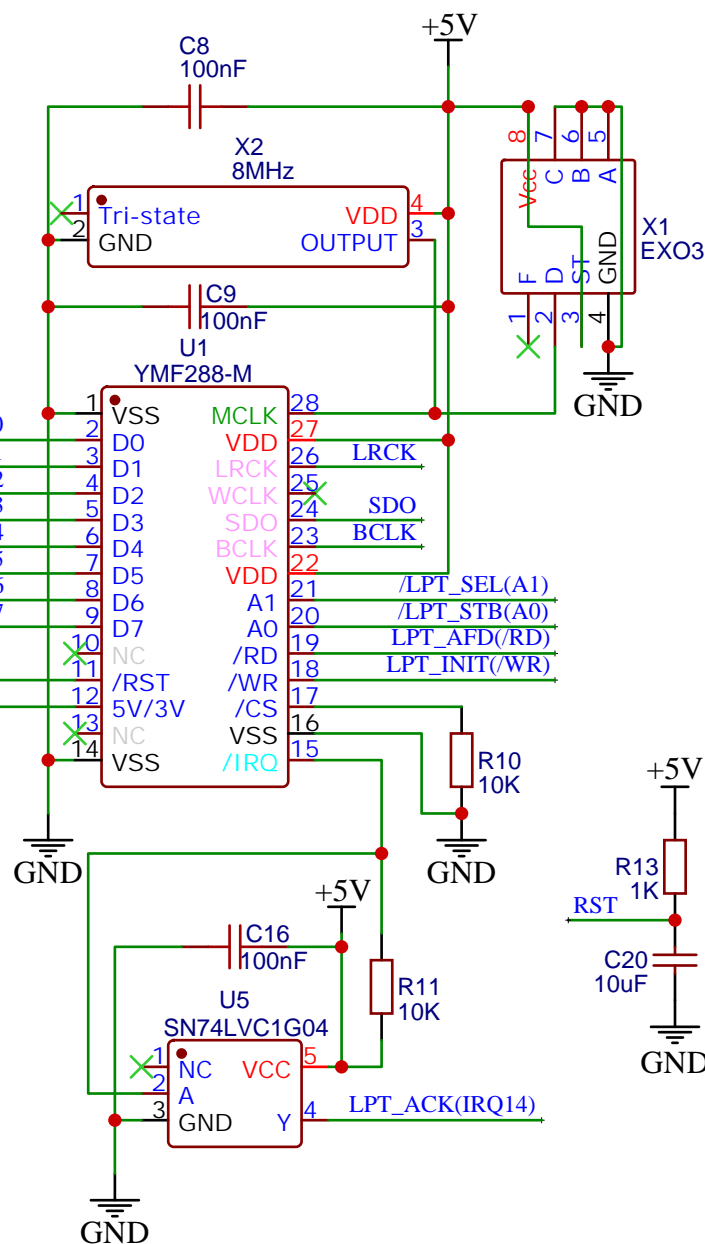 +5V
C8
100nF
X2
8MHz
1 Tri-state VDD 4
2 GND OUTPUT 3
8 7 6 5
Vcc C B A
X1
EXO3
F D ST GND
1 2 3 4
GND
C9
100nF
U1
YMF288-M
1 VSS MCLK 28
2 D0 VDD 27
3 D1 LRCK 26 LRCK
4 D2 WCLK 25
5 D3 SDO 24 SDO
6 D4 BCLK 23 BCLK
7 D5 VDD 22
8 D6 A1 21 /LPT_SEL(A1)
9 D7 A0 20 /LPT_STB(A0)
10 NC /RD 19 LPT_AFD(/RD)
11 /RST /WR 18 LPT_INIT(/WR)
12 5V/3V /CS 17
13 NC VSS 16
14 VSS /IRQ 15
R10
10K
GND
GND
+5V
R13
1K
RST
C20
10uF
GND
+5V
C16
100nF
R11
10K
U5
SN74LVC1G04
1 NC VCC 5
2 A
3 GND Y 4 LPT_ACK(IRQ14)
GND